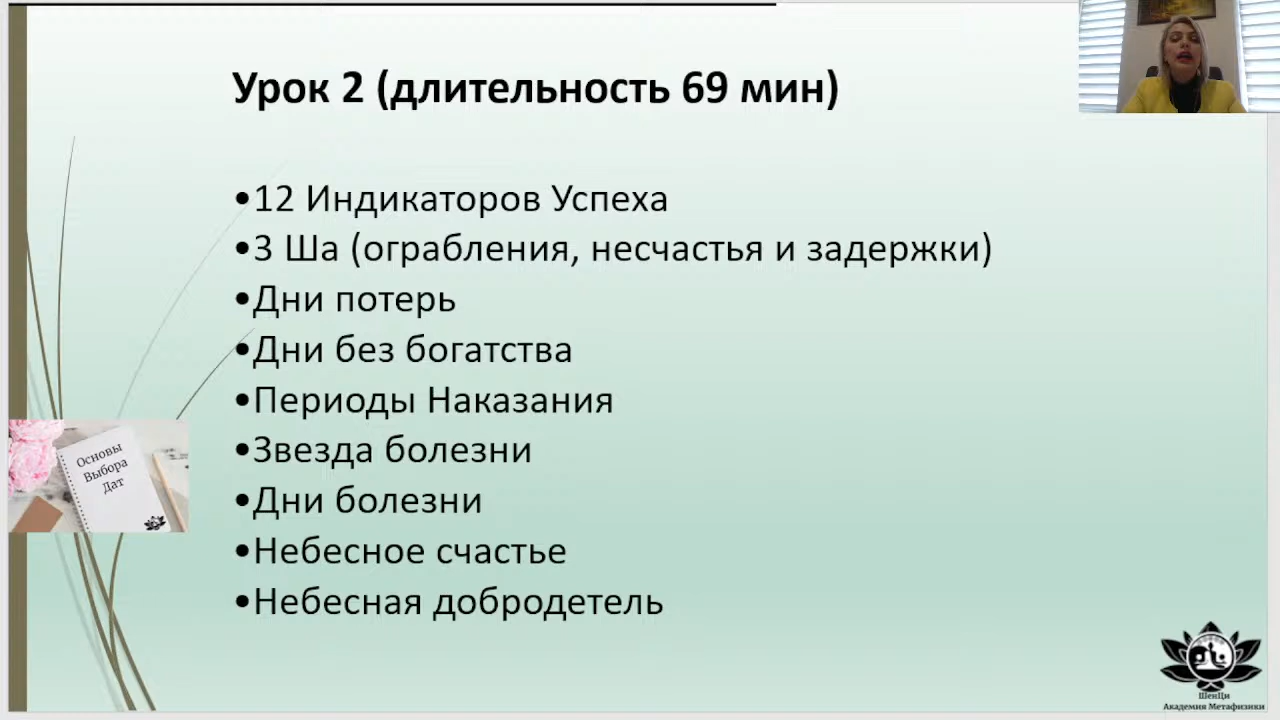 Урок 2 (длительность 69 мин)
•12 Индикаторов Успеха
•3 Ша (ограбления, несчастья и задержки)
•Дни потерь
•Дни без богатства
•Периоды Наказания
•Звезда болезни
•Дни болезни
•Небесное счастье
•Небесная добродетель
Основы
Выбора
Дат
ШенЦи
Академия Метафизики